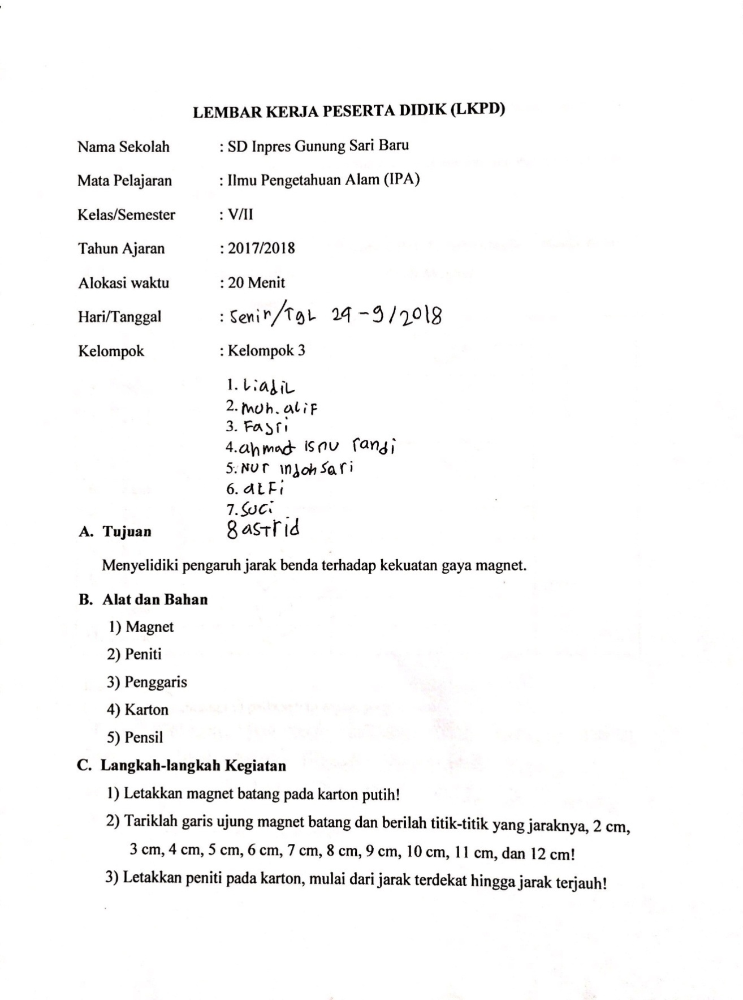 LEMBAR KERJA PESERTA DIDIK (LKPD)
Nama Sekolah : SD Inpres Gunung Sari Baru
Mata Pelajaran : Ilmu Pengetahuan Alam (IPA)
Kelas/Semester : V/II
Tahun Ajaran : 2017/2018
Alokasi waktu : 20 Menit
Hari/Tanggal : Senin/TgL 29-9/2018
Kelompok : Kelompok 3
1. LiadiL
2. MUh. aliF
3. Fajri
4. ahmad isnu randi
5. NUr indah Sari
6. aLFi
7. Suci
8 astrid
A. Tujuan
Menyelidiki pengaruh jarak benda terhadap kekuatan gaya magnet.
B. Alat dan Bahan
1) Magnet
2) Peniti
3) Penggaris
4) Karton
5) Pensil
C. Langkah-langkah Kegiatan
1) Letakkan magnet batang pada karton putih!
2) Tariklah garis ujung magnet batang dan berilah titik-titik yang jaraknya, 2 cm,
3 cm, 4 cm, 5 cm, 6 cm, 7 cm, 8 cm, 9 cm, 10 cm, 11 cm, dan 12 cm!
3) Letakkan peniti pada karton, mulai dari jarak terdekat hingga jarak terjauh!